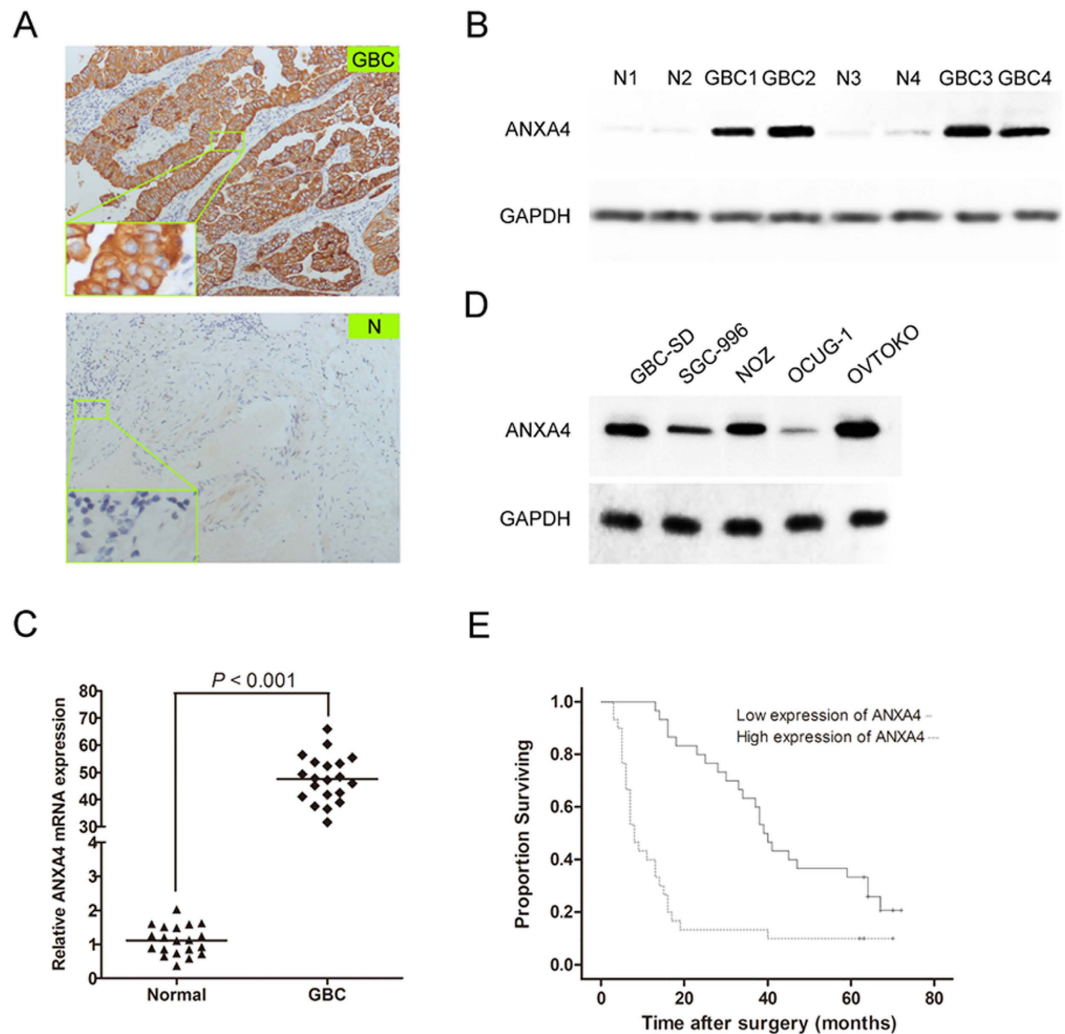 A
GBC
N
B
N1 N2 GBC1 GBC2 N3 N4 GBC3 GBC4
ANXA4
GAPDH
D
GBC-SD SGC-996 NOZ OCUG-1 OVTOKO
ANXA4
GAPDH
C
P < 0.001
Relative ANXA4 mRNA expression
80
70
60
50
40
30
4
3
2
1
0
Normal GBC
E
Low expression of ANXA4
High expression of ANXA4
Proportion Surviving
1.0
0.8
0.6
0.4
0.2
0.0
0 20 40 60 80
Time after surgery (months)